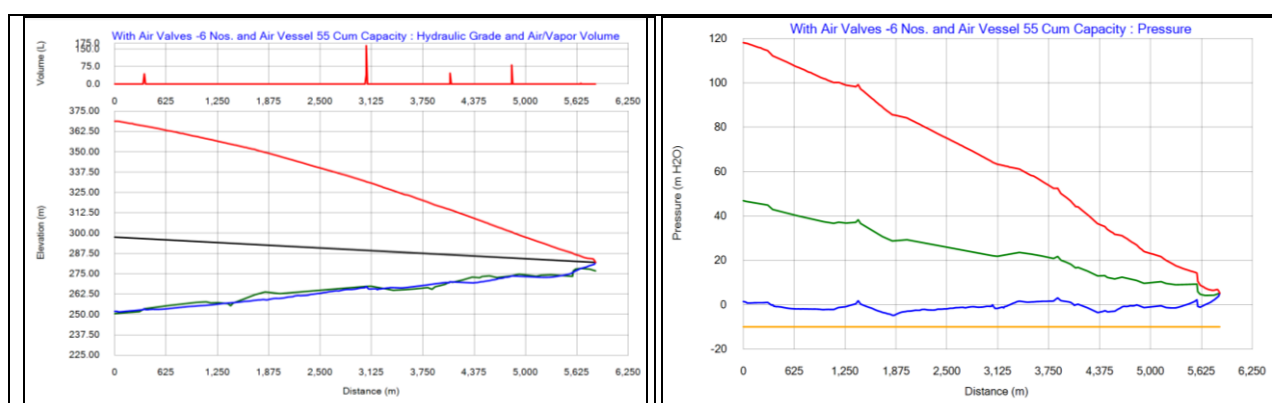 With Air Valves -6 Nos. and Air Vessel 55 Cum Capacity : Hydraulic Grade and Air/Vapor Volume
Volume (L)
175.0
150.0
75.0
0.0
0 625 1,250 1,875 2,500 3,125 3,750 4,375 5,000 5,625 6,250
Elevation (m)
375.00
362.50
350.00
337.50
325.00
312.50
300.00
287.50
275.00
262.50
250.00
237.50
225.00
0 625 1,250 1,875 2,500 3,125 3,750 4,375 5,000 5,625 6,250
Distance (m)
With Air Valves -6 Nos. and Air Vessel 55 Cum Capacity : Pressure
Pressure (m H2O)
120
100
80
60
40
20
0
-20
0 625 1,250 1,875 2,500 3,125 3,750 4,375 5,000 5,625 6,250
Distance (m)